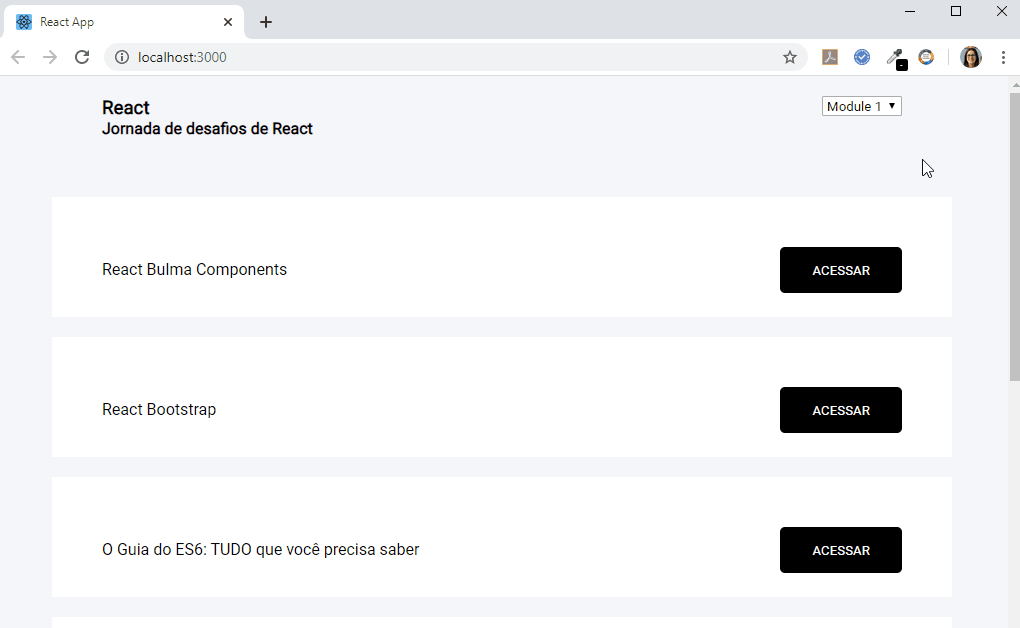 React App
localhost:3000
React
Module 1
Jornada de desafios de React
React Bulma Components
ACESSAR
React Bootstrap
ACESSAR
O Guia do ES6: TUDO que você precisa saber
ACESSAR